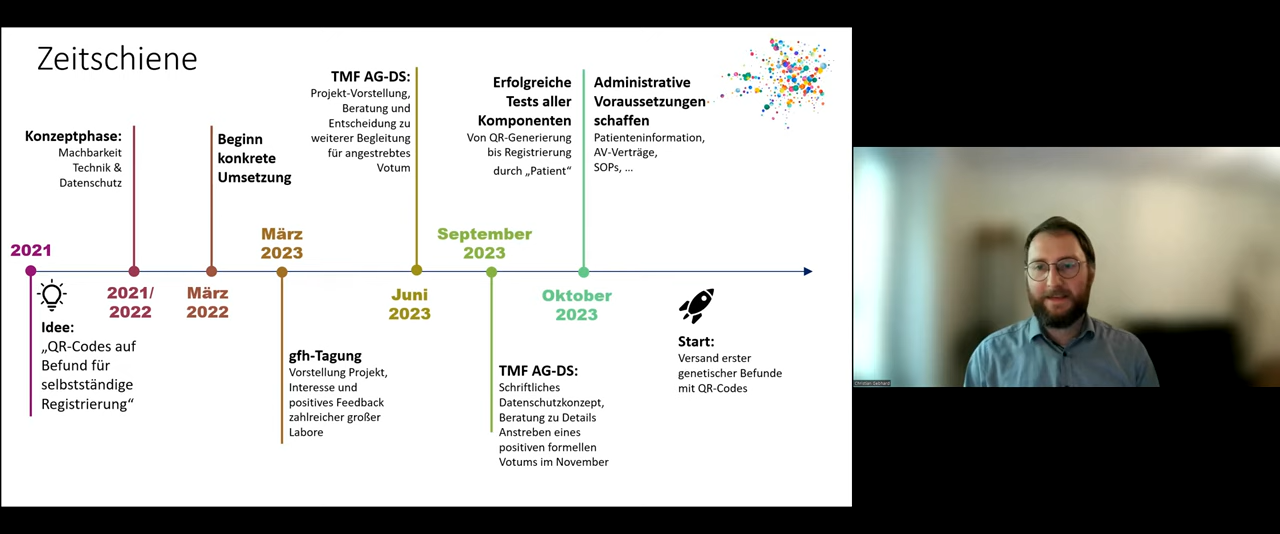 Zeitschiene
Konzeptphase:
Machbarkeit
Technik &
Datenschutz
Beginn
konkrete
Umsetzung
TMF AG-DS:
Projekt-Vorstellung,
Beratung und
Entscheidung zu
weiterer Begleitung
für angestrebtes
Votum
Erfolgreiche
Tests aller
Komponenten
Von QR-Generierung
bis Registrierung
durch „Patient“
Administrative
Voraussetzungen
schaffen
Patienteninformation,
AV-Verträge,
SOPs, ...
2021
März
2023
September
2023
2021/
2022
März
2022
Juni
2023
Oktober
2023
Idee:
„QR-Codes auf
Befund für
selbstständige
Registrierung“
gfh-Tagung
Vorstellung Projekt,
Interesse und
positives Feedback
zahlreicher großer
Labore
TMF AG-DS:
Schriftliches
Datenschutzkonzept,
Beratung zu Details
Anstreben eines
positiven formellen
Votums im November
Start:
Versand erster
genetischer Befunde
mit QR-Codes
Christian Gebhard